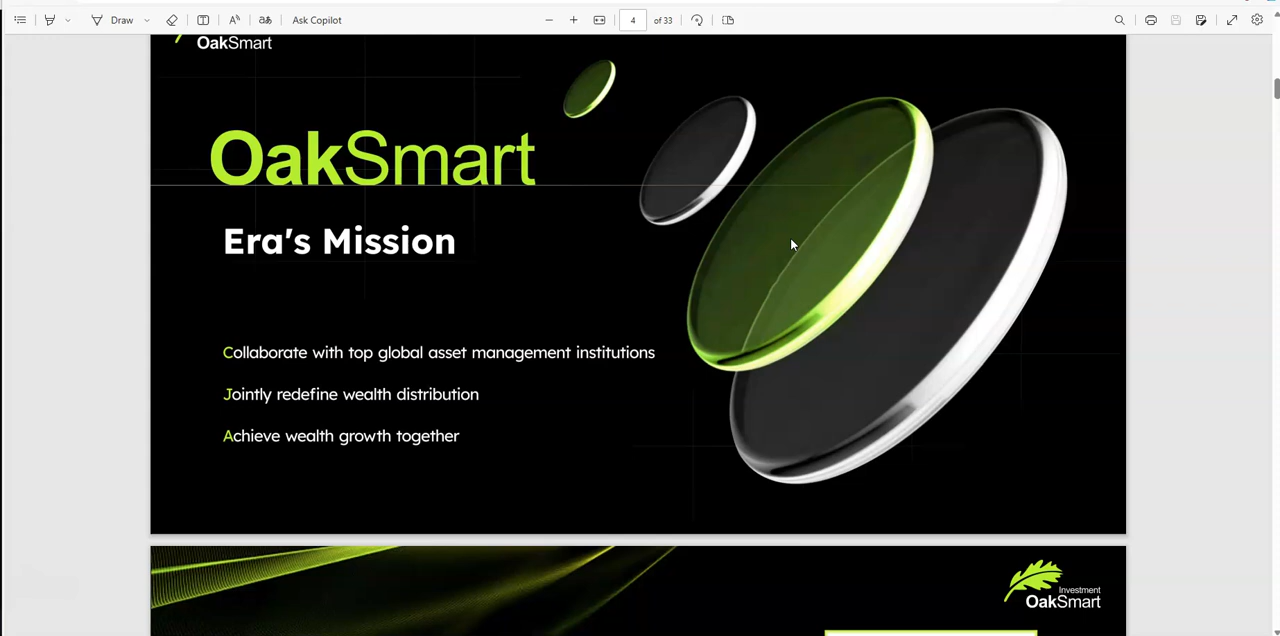 Draw
Ask Copilot
4 of 33
OakSmart
OakSmart
Era's Mission
Collaborate with top global asset management institutions
Jointly redefine wealth distribution
Achieve wealth growth together
Investment
OakSmart